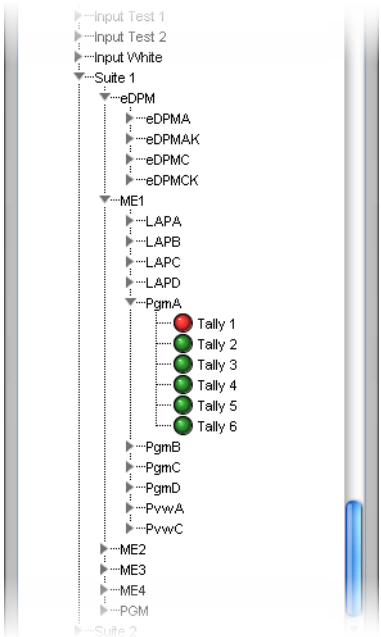 Input Test 1
Input Test 2
Input White
Suite 1
eDPM
eDPMA
eDPMAK
eDPMC
eDPMCK
ME1
LAPA
LAPB
LAPC
LAPD
PgmA
Tally 1
Tally 2
Tally 3
Tally 4
Tally 5
Tally 6
PgmB
PgmC
PgmD
PvwA
PvwC
ME2
ME3
ME4
PGM
Suite 2